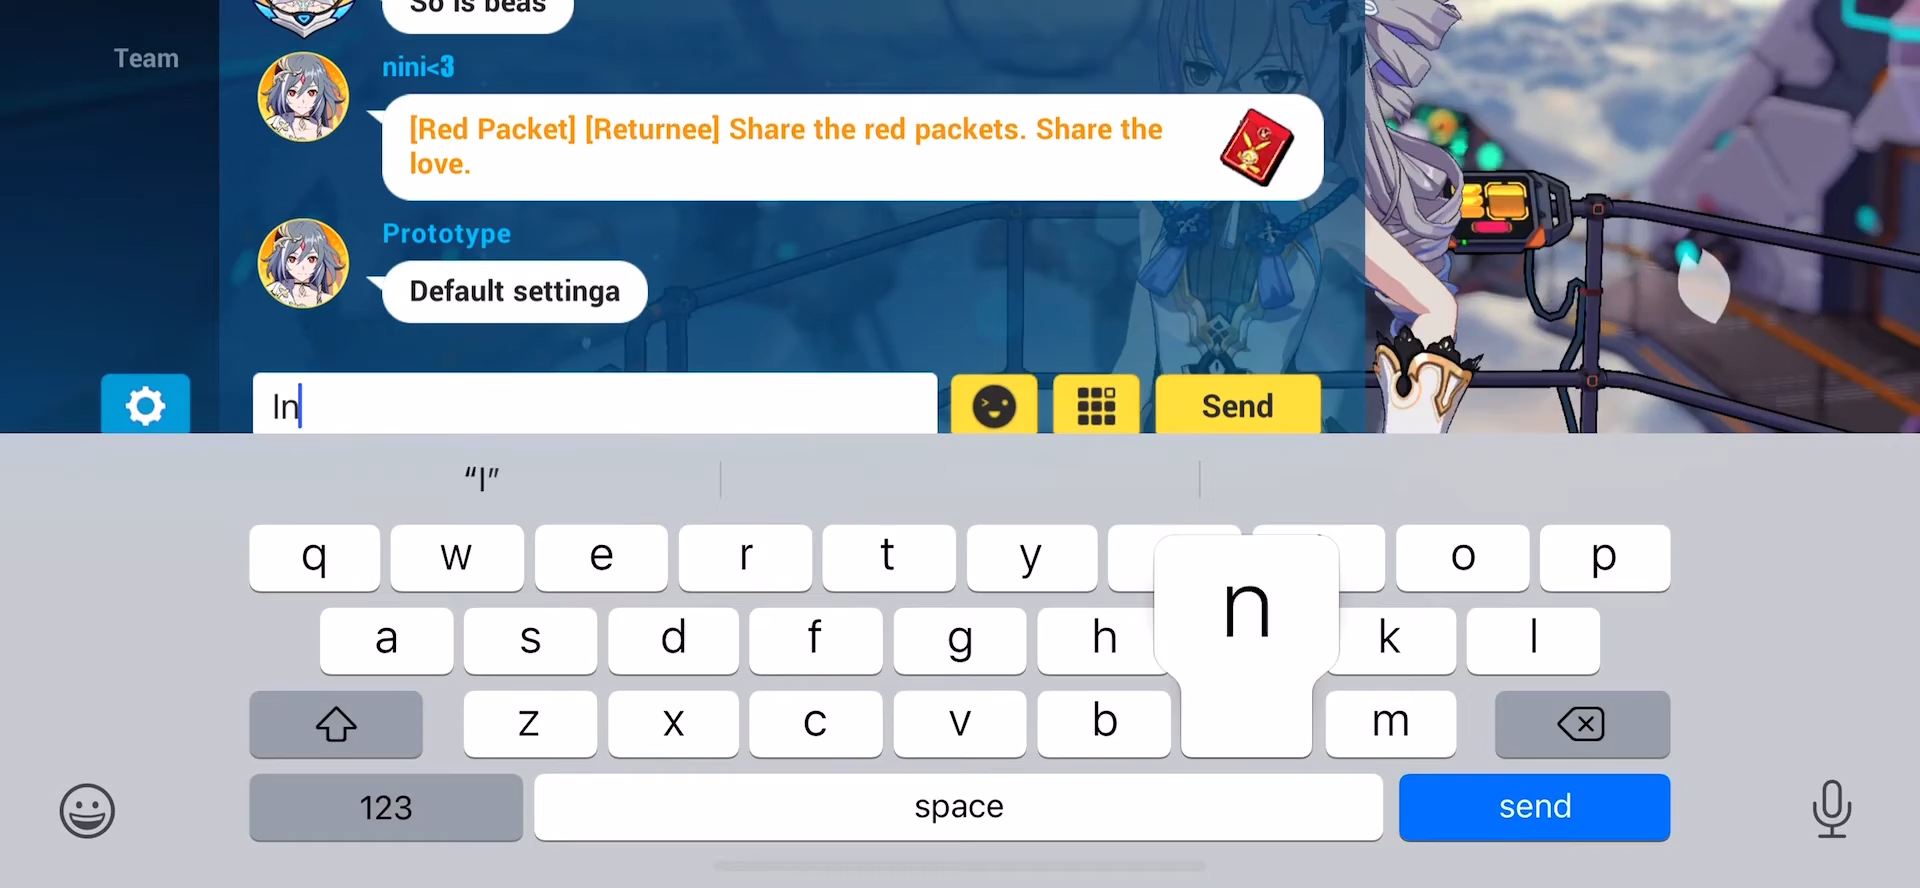 So is beas
Team
nini<3
[Red Packet] [Returnee] Share the red packets. Share the
love.
Prototype
Default settinga
In
Send
“I”
q w e r t y o p
a s d f g h n k l
z x c v b m
123 space send